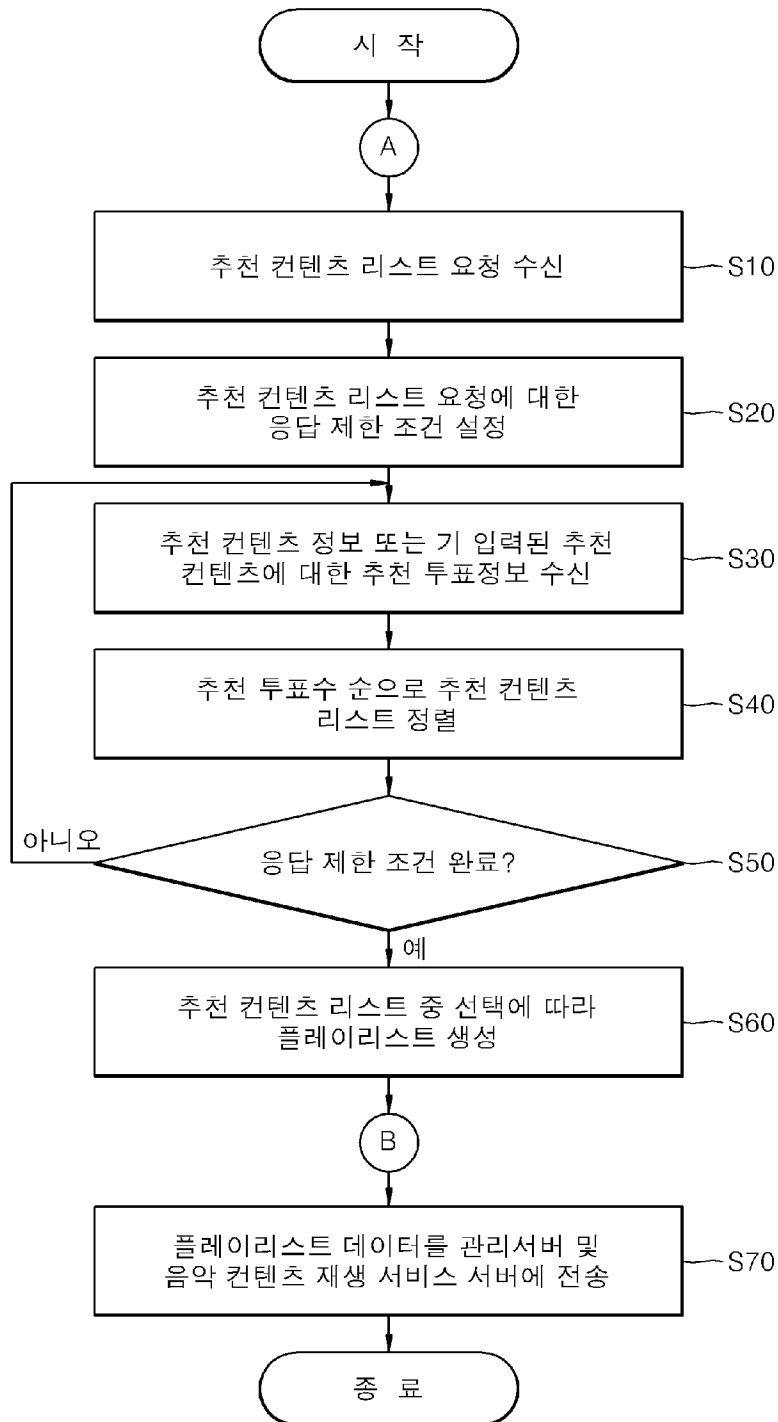 시 작
A
추천 컨텐츠 리스트 요청 수신
S10
추천 컨텐츠 리스트 요청에 대한
응답 제한 조건 설정
S20
추천 컨텐츠 정보 또는 기 입력된 추천
컨텐츠에 대한 추천 투표정보 수신
S30
추천 투표수 순으로 추천 컨텐츠
리스트 정렬
S40
아니오
응답 제한 조건 완료?
S50
예
추천 컨텐츠 리스트 중 선택에 따라
플레이리스트 생성
S60
B
플레이리스트 데이터를 관리서버 및
음악 컨텐츠 재생 서비스 서버에 전송
S70
종 료